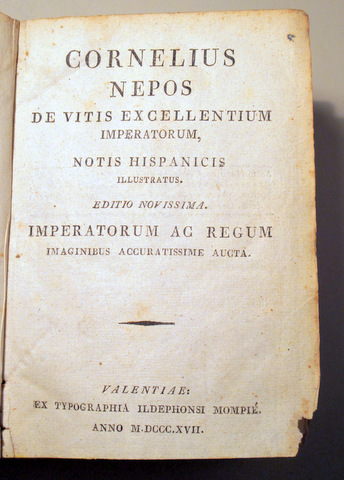 CORNELIUS
NEPOS
DE VITIS EXCELLENTIUM
IMPERATORUM,
NOTIS HISPANICIS
ILLUSTRATUS.
EDITIO NOVISSIMA.
IMPERATORUM AC REGUM
IMAGINIBUS ACCURATISSIME AUCTA.
VALENTIAE:
EX TYPOGRAPHIA ILDEPHONSI MOMPIÉ.
ANNO M.DCCC.XVII.